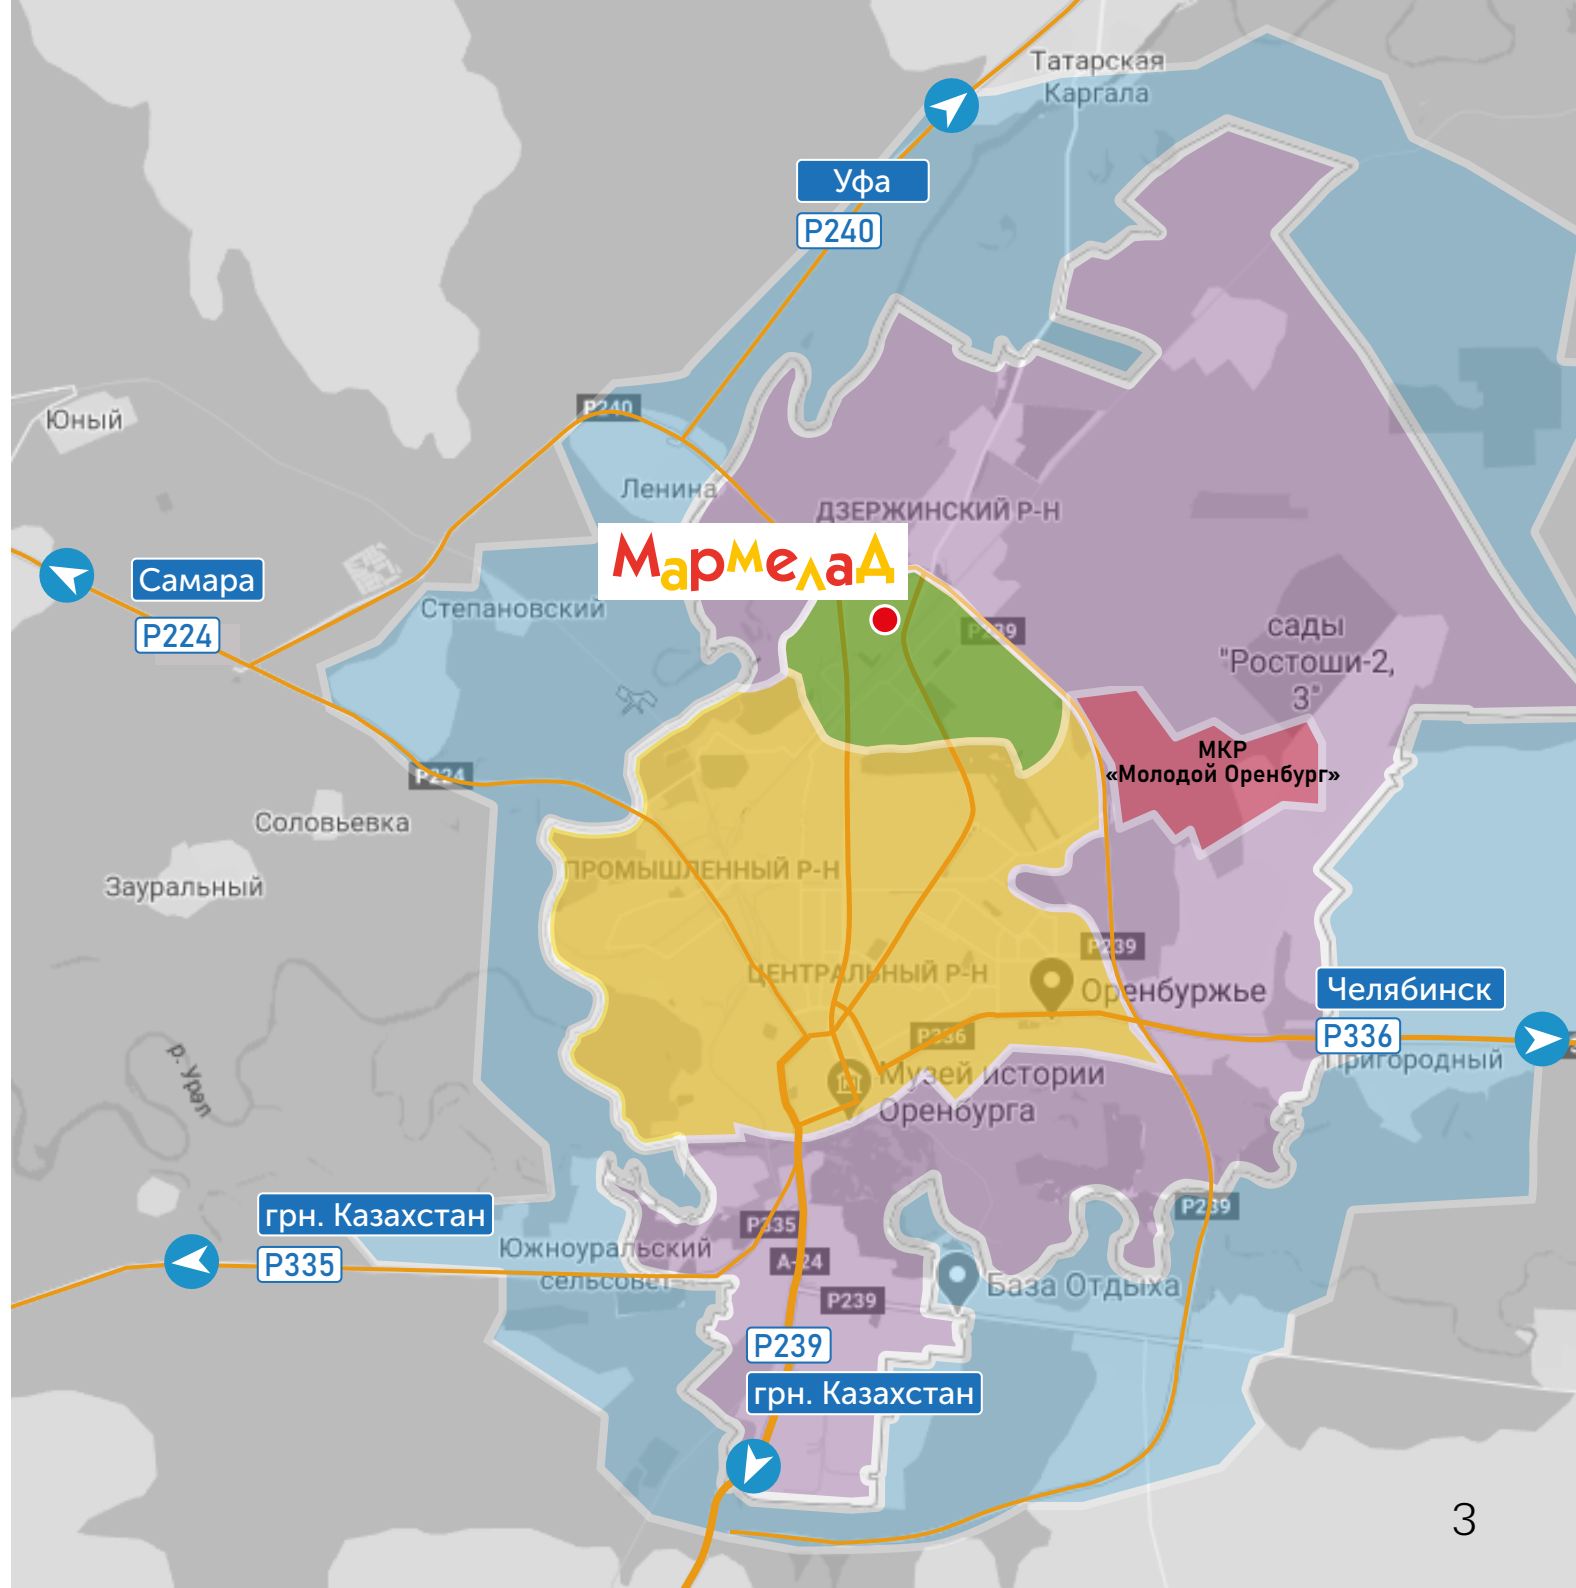 Татарская
Каргала
Уфа
Р240
Р240
Юный
Ленина
ДЗЕРЖИНСКИЙ Р-Н
Мармелад
Самара
Р224
Степановский
Р239
сады
"Ростоши-2,
3"
МКР
«Молодой Оренбург»
Р224
Соловьевка
Зауральный
ПРОМЫШЛЕННЫЙ Р-Н
ЦЕНТРАЛЬНЫЙ Р-Н
Р239
Оренбуржье
Челябинск
Р336
Р336
Пригородный
Музей истории
Оренбурга
р. Урал
грн. Казахстан
Р335
Р335
Р239
Южноуральский
сельсовет
А-24
Р239
База Отдыха
Р239
грн. Казахстан
3